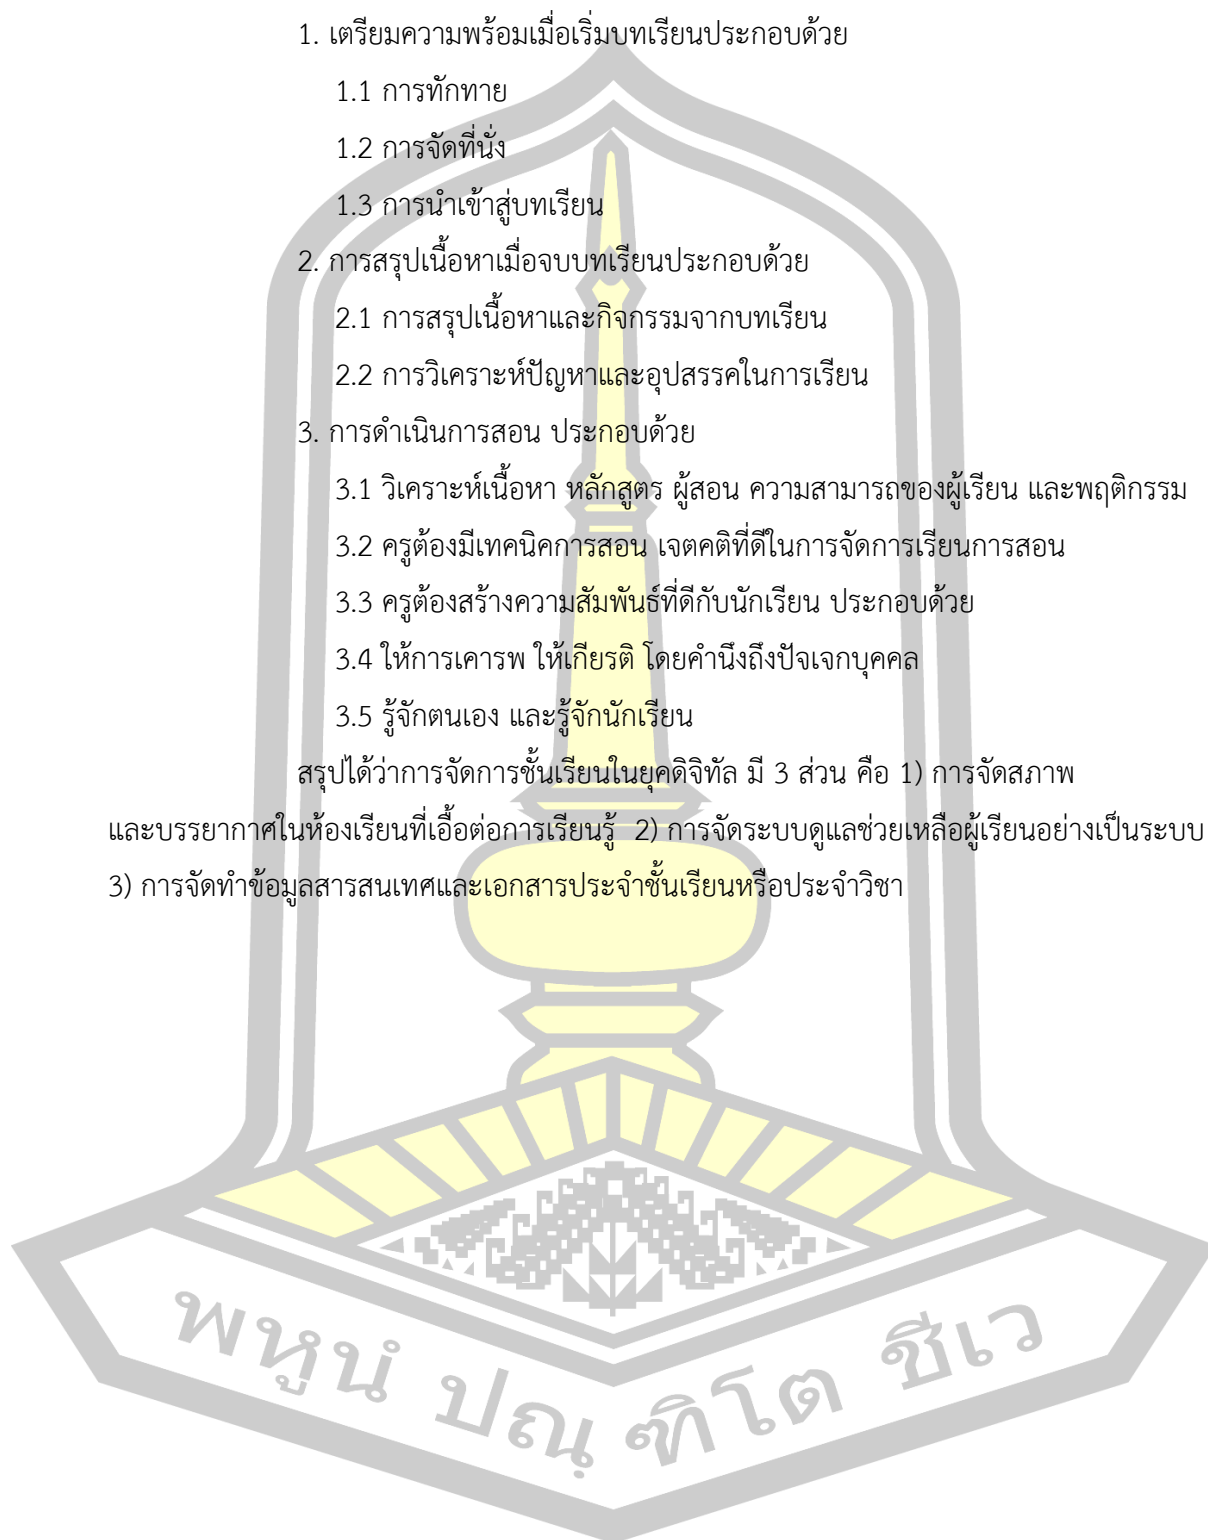 1. เตรียมความพร้อมเมื่อเริ่มบทเรียนประกอบด้วย
1.1 การทักทาย
1.2 การจัดที่นั่ง
1.3 การนำเข้าสู่บทเรียน
2. การสรุปเนื้อหาเมื่อจบบทเรียนประกอบด้วย
2.1 การสรุปเนื้อหาและกิจกรรมจากบทเรียน
2.2 การวิเคราะห์ปัญหาและอุปสรรคในการเรียน
3. การดำเนินการสอน ประกอบด้วย
3.1 วิเคราะห์เนื้อหา หลักสูตร ผู้สอน ความสามารถของผู้เรียน และพฤติกรรม
3.2 ครูต้องมีเทคนิคการสอน เจตคติที่ดีในการจัดการเรียนการสอน
3.3 ครูต้องสร้างความสัมพันธ์ที่ดีกับนักเรียน ประกอบด้วย
3.4 ให้การเคารพ ให้เกียรติ โดยคำนึงถึงปัจเจกบุคคล
3.5 รู้จักตนเอง และรู้จักนักเรียน
สรุปได้ว่าการจัดการชั้นเรียนในยุคดิจิทัล มี 3 ส่วน คือ 1) การจัดสภาพ
และบรรยากาศในห้องเรียนที่เอื้อต่อการเรียนรู้ 2) การจัดระบบดูแลช่วยเหลือผู้เรียนอย่างเป็นระบบ
3) การจัดทำข้อมูลสารสนเทศและเอกสารประจำชั้นเรียนหรือประจำวิชา
พหูนํ ปณฺฑิโต ชีเว